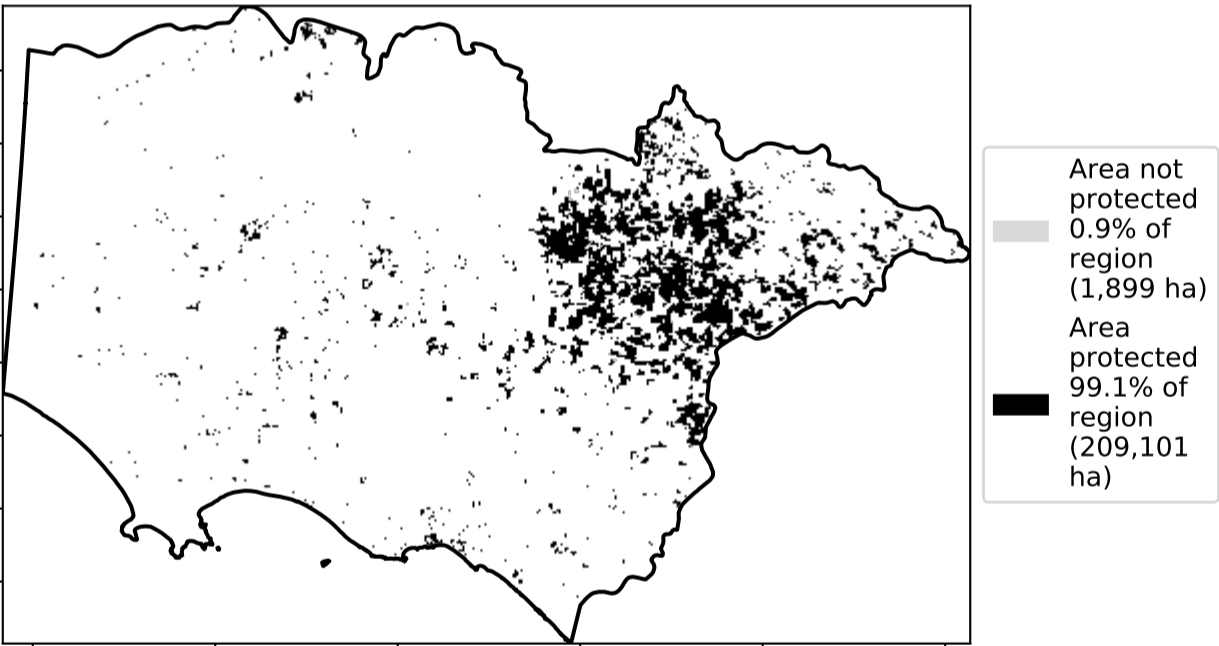 Area not
protected
0.9% of
region
(1,899 ha)
Area
protected
99.1% of
region
(209,101
ha)